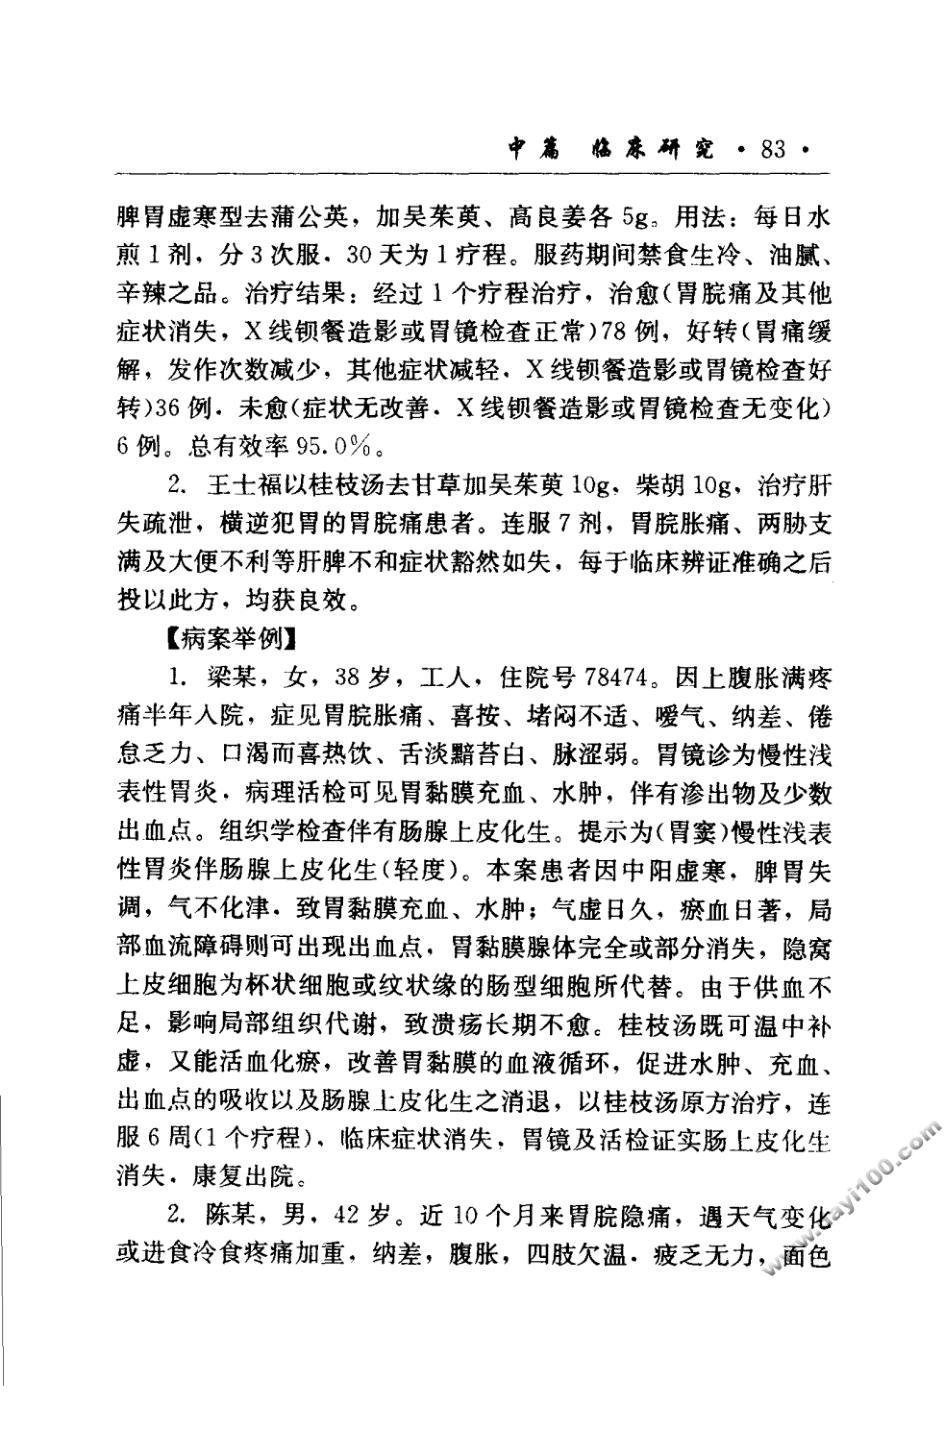 中篇　临床研究 · 83 ·
脾胃虚寒型去蒲公英，加吴茱萸、高良姜各 5g。用法：每日水
煎 1 剂，分 3 次服，30 天为 1 疗程。服药期间禁食生冷、油腻、
辛辣之品。治疗结果：经过 1 个疗程治疗，治愈(胃脘痛及其他
症状消失，X 线钡餐造影或胃镜检查正常)78 例，好转(胃痛缓
解，发作次数减少，其他症状减轻，X 线钡餐造影或胃镜检查好
转)36 例，未愈(症状无改善，X 线钡餐造影或胃镜检查无变化)
6 例。总有效率 95.0%。
2. 王士福以桂枝汤去甘草加吴茱萸 10g、柴胡 10g，治疗肝
失疏泄，横逆犯胃的胃脘痛患者。连服 7 剂，胃脘胀痛、两胁支
满及大便不利等肝脾不和症状豁然如失，每于临床辨证准确之后
投以此方，均获良效。
【病案举例】
1. 梁某，女，38 岁，工人，住院号 78474。因上腹胀满疼
痛半年入院，症见胃脘胀痛、喜按、堵闷不适、嗳气、纳差、倦
怠乏力、口渴而喜热饮、舌淡黯苔白、脉涩弱。胃镜诊为慢性浅
表性胃炎，病理活检可见胃黏膜充血、水肿，伴有渗出物及少数
出血点。组织学检查伴有肠腺上皮化生。提示为(胃窦)慢性浅表
性胃炎伴肠腺上皮化生(轻度)。本案患者因中阳虚寒，脾胃失
调，气不化津，致胃黏膜充血、水肿；气虚日久，瘀血日著，局
部血流障碍则可出现出血点，胃黏膜腺体完全或部分消失，隐窝
上皮细胞为杯状细胞或纹状缘的肠型细胞所代替。由于供血不
足，影响局部组织代谢，致溃疡长期不愈。桂枝汤既可温中补
虚，又能活血化瘀，改善胃黏膜的血液循环，促进水肿、充血、
出血点的吸收以及肠腺上皮化生之消退，以桂枝汤原方治疗，连
服 6 周(1 个疗程)，临床症状消失，胃镜及活检证实肠上皮化生
消失，康复出院。
2. 陈某，男，42 岁。近 10 个月来胃脘隐痛，遇天气变化
或进食冷食疼痛加重，纳差，腹胀，四肢欠温，疲乏无力，面色